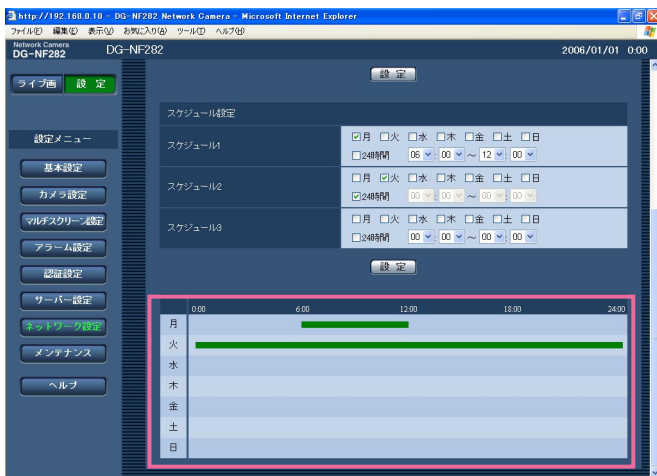 http://192.168.0.10 - DG-NF282 Network Camera - Microsoft Internet Explorer
ファイル(F) 編集(E) 表示(V) お気に入り(A) ツール(T) ヘルプ(H)
Network Camera
DG-NF282
DG-NF282
2006/01/01 0:00
ライブ画 設 定
設 定
スケジュール設定
設定メニュー
スケジュール1
月 火 水 木 金 土 日
24時間 06 : 00 ～ 12 : 00
基本設定
カメラ設定
スケジュール2
月 火 水 木 金 土 日
24時間 00 : 00 ～ 00 : 00
マルチスクリーン設定
スケジュール3
月 火 水 木 金 土 日
24時間 00 : 00 ～ 00 : 00
アラーム設定
設 定
認証設定
サーバー設定
ネットワーク設定
メンテナンス
ヘルプ
0:00 6:00 12:00 18:00 24:00
月
火
水
木
金
土
日